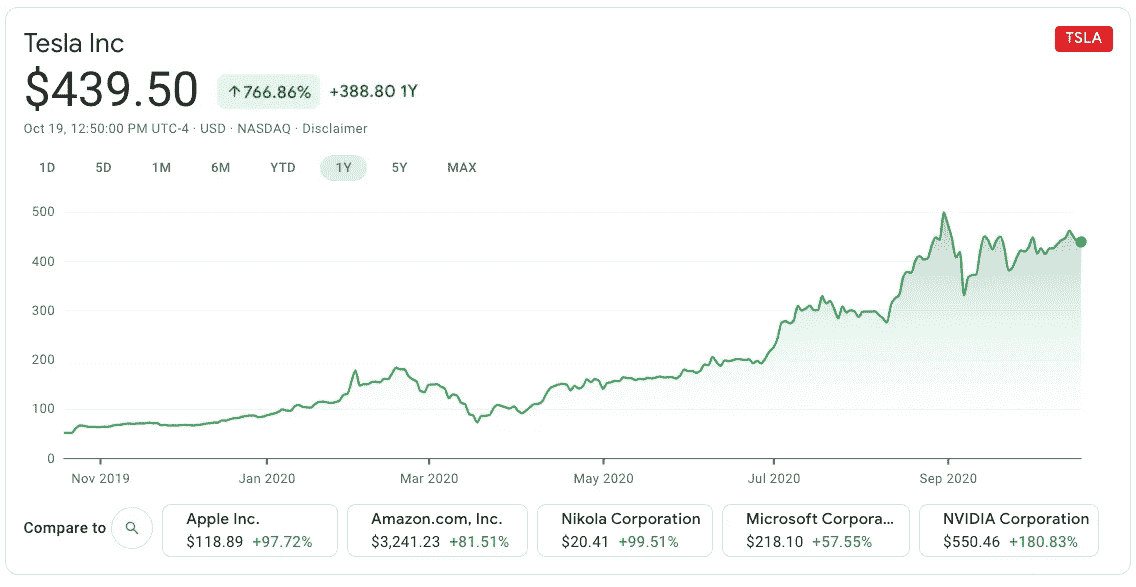 Tesla Inc
TSLA
$439.50 ↑766.86% +388.80 1Y
Oct 19, 12:50:00 PM UTC-4 · USD · NASDAQ · Disclaimer
1D 5D 1M 6M YTD 1Y 5Y MAX
500
400
300
200
100
0
Nov 2019 Jan 2020 Mar 2020 May 2020 Jul 2020 Sep 2020
Compare to
Apple Inc.
$118.89 +97.72%
Amazon.com, Inc.
$3,241.23 +81.51%
Nikola Corporation
$20.41 +99.51%
Microsoft Corpora...
$218.10 +57.55%
NVIDIA Corporation
$550.46 +180.83%